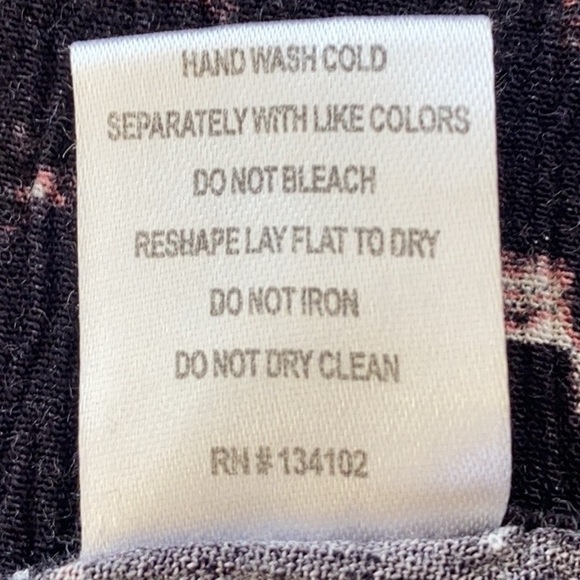 HAND WASH COLD
SEPARATELY WITH LIKE COLORS
DO NOT BLEACH
RESHAPE LAY FLAT TO DRY
DO NOT IRON
DO NOT DRY CLEAN
RN # 134102